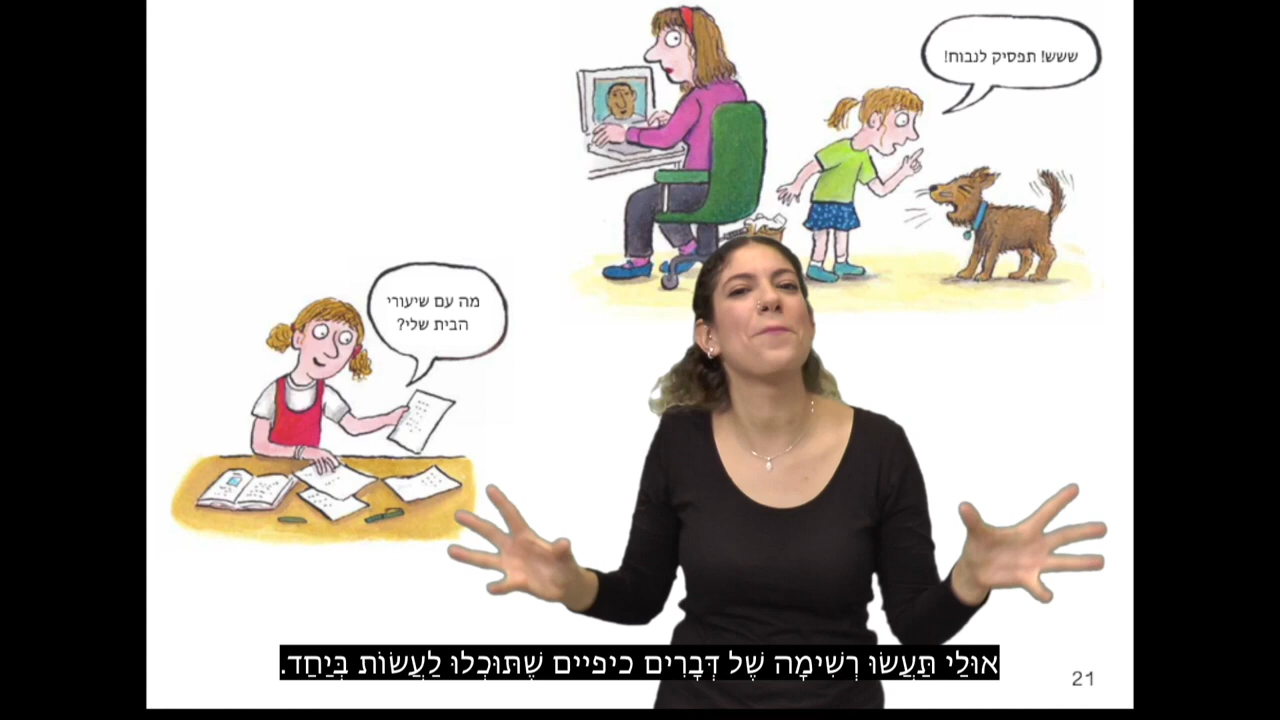 ששש! תפסיק לנבוח!
מה עם שיעורי
הבית שלי?
אוּלַי תַּעֲשׂוּ רְשִׁימָה שֶׁל דְּבָרִים כיפיים שֶׁתּוּכְלוּ לַעֲשׂוֹת בְּיַחַד.
21